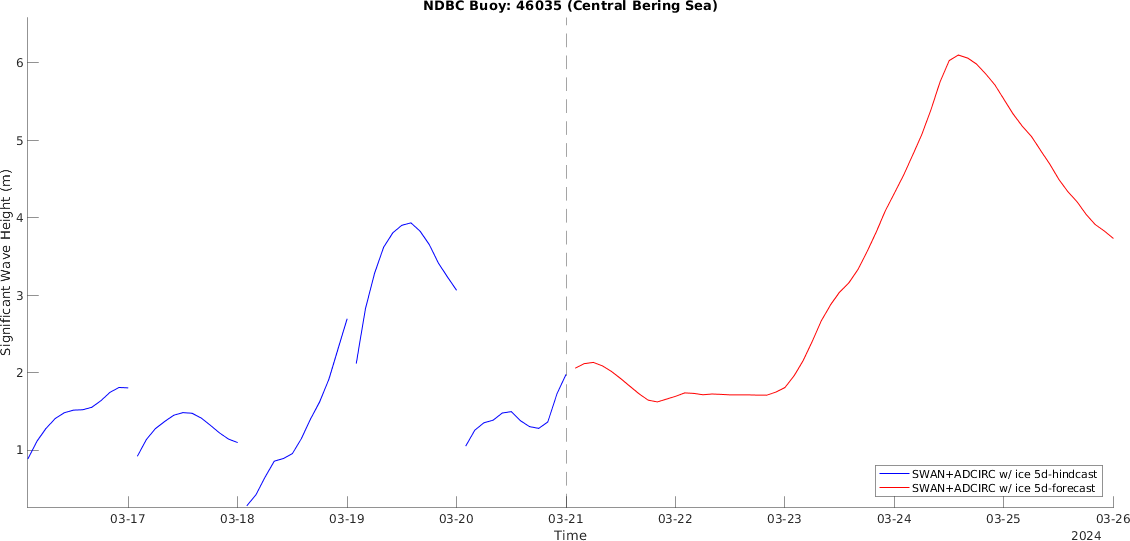 NDBC Buoy: 46035 (Central Bering Sea)
Significant Wave Height (m)
6
5
4
3
2
1
SWAN+ADCIRC w/ ice 5d-hindcast
SWAN+ADCIRC w/ ice 5d-forecast
03-17 03-18 03-19 03-20 03-21 03-22 03-23 03-24 03-25 03-26
Time
2024